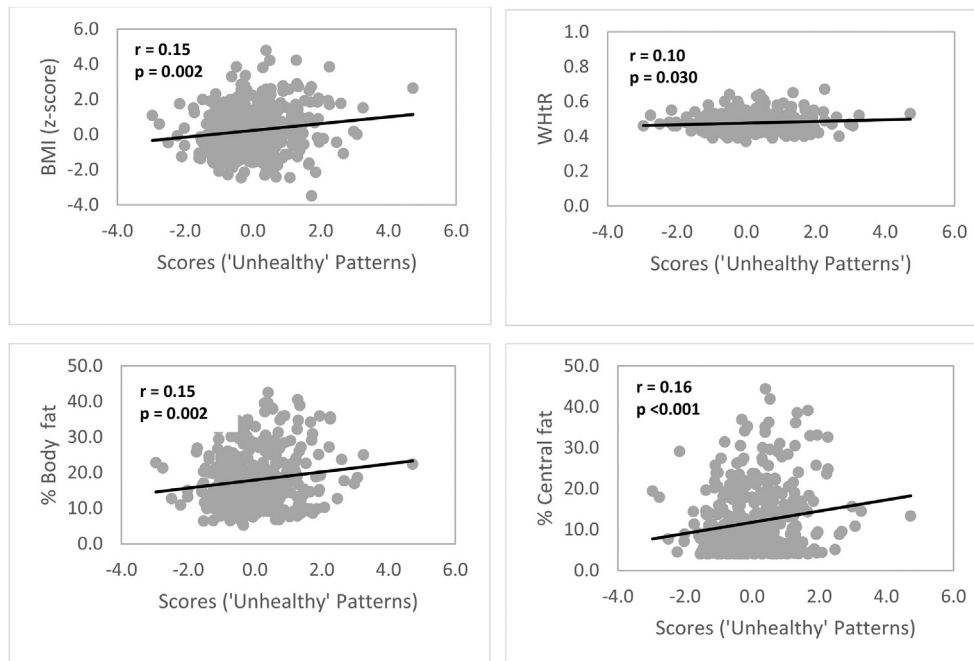 6.0
4.0
2.0
0.0
-2.0
-4.0
BMI (z-score)
r = 0.15
p = 0.002
-4.0 -2.0 0.0 2.0 4.0 6.0
Scores ('Unhealthy' Patterns)
1.0
0.8
0.6
0.4
0.2
0.0
WHtR
r = 0.10
p = 0.030
-4.0 -2.0 0.0 2.0 4.0 6.0
Scores ('Unhealthy Patterns')
50.0
40.0
30.0
20.0
10.0
0.0
% Body fat
r = 0.15
p = 0.002
-4.0 -2.0 0.0 2.0 4.0 6.0
Scores ('Unhealthy' Patterns)
50.0
40.0
30.0
20.0
10.0
0.0
% Central fat
r = 0.16
p <0.001
-4.0 -2.0 0.0 2.0 4.0 6.0
Scores ('Unhealthy' Patterns)